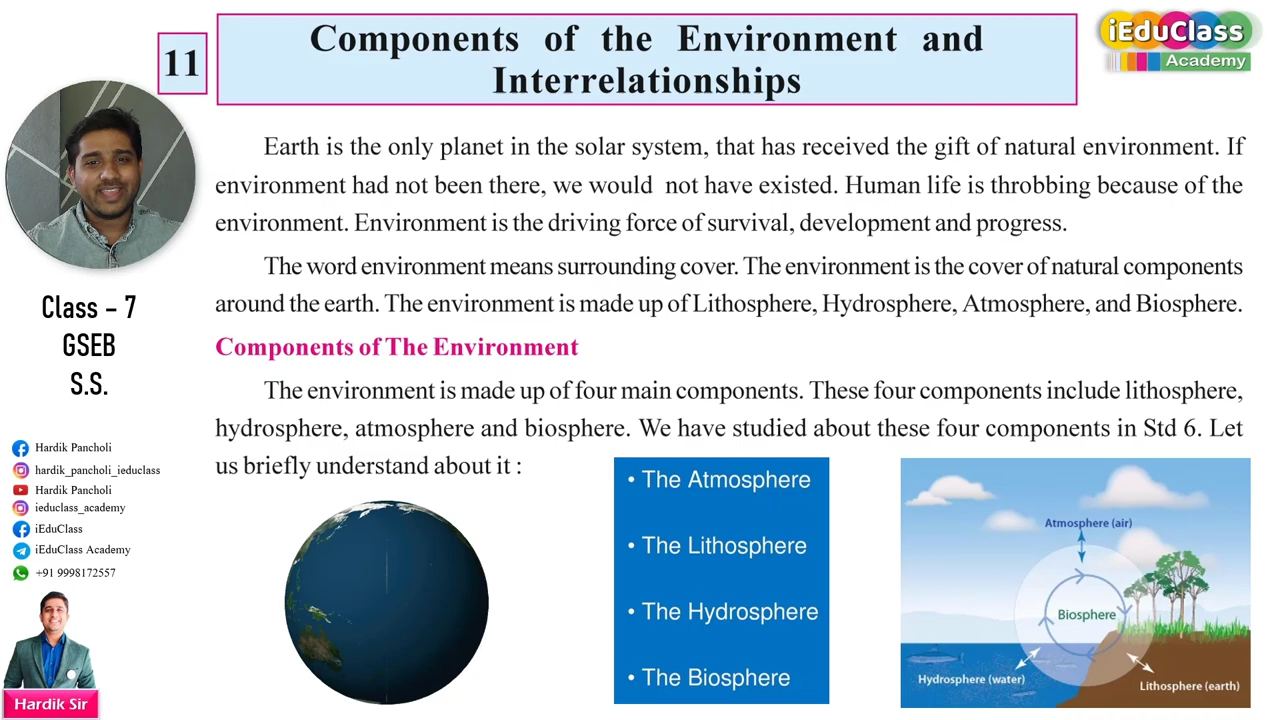 11
Components of the Environment and
Interrelationships
iEduClass
Academy
Earth is the only planet in the solar system, that has received the gift of natural environment. If
environment had not been there, we would not have existed. Human life is throbbing because of the
environment. Environment is the driving force of survival, development and progress.
The word environment means surrounding cover. The environment is the cover of natural components
around the earth. The environment is made up of Lithosphere, Hydrosphere, Atmosphere, and Biosphere.
Components of The Environment
The environment is made up of four main components. These four components include lithosphere,
hydrosphere, atmosphere and biosphere. We have studied about these four components in Std 6. Let
us briefly understand about it :
Class – 7
GSEB
S.S.
Hardik Pancholi
hardik_pancholi_ieduclass
Hardik Pancholi
ieduclass_academy
iEduClass
iEduClass Academy
+91 9998172557
Hardik Sir
• The Atmosphere
• The Lithosphere
• The Hydrosphere
• The Biosphere
Atmosphere (air)
Biosphere
Hydrosphere (water)
Lithosphere (earth)